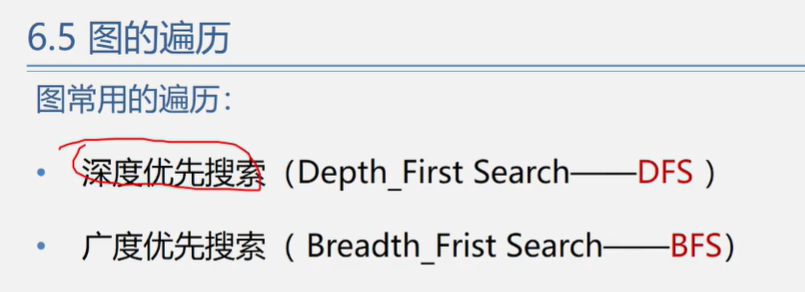 6.5 图的遍历
图常用的遍历：
• 深度优先搜索（Depth_First Search——DFS ）
• 广度优先搜索（ Breadth_Frist Search——BFS）